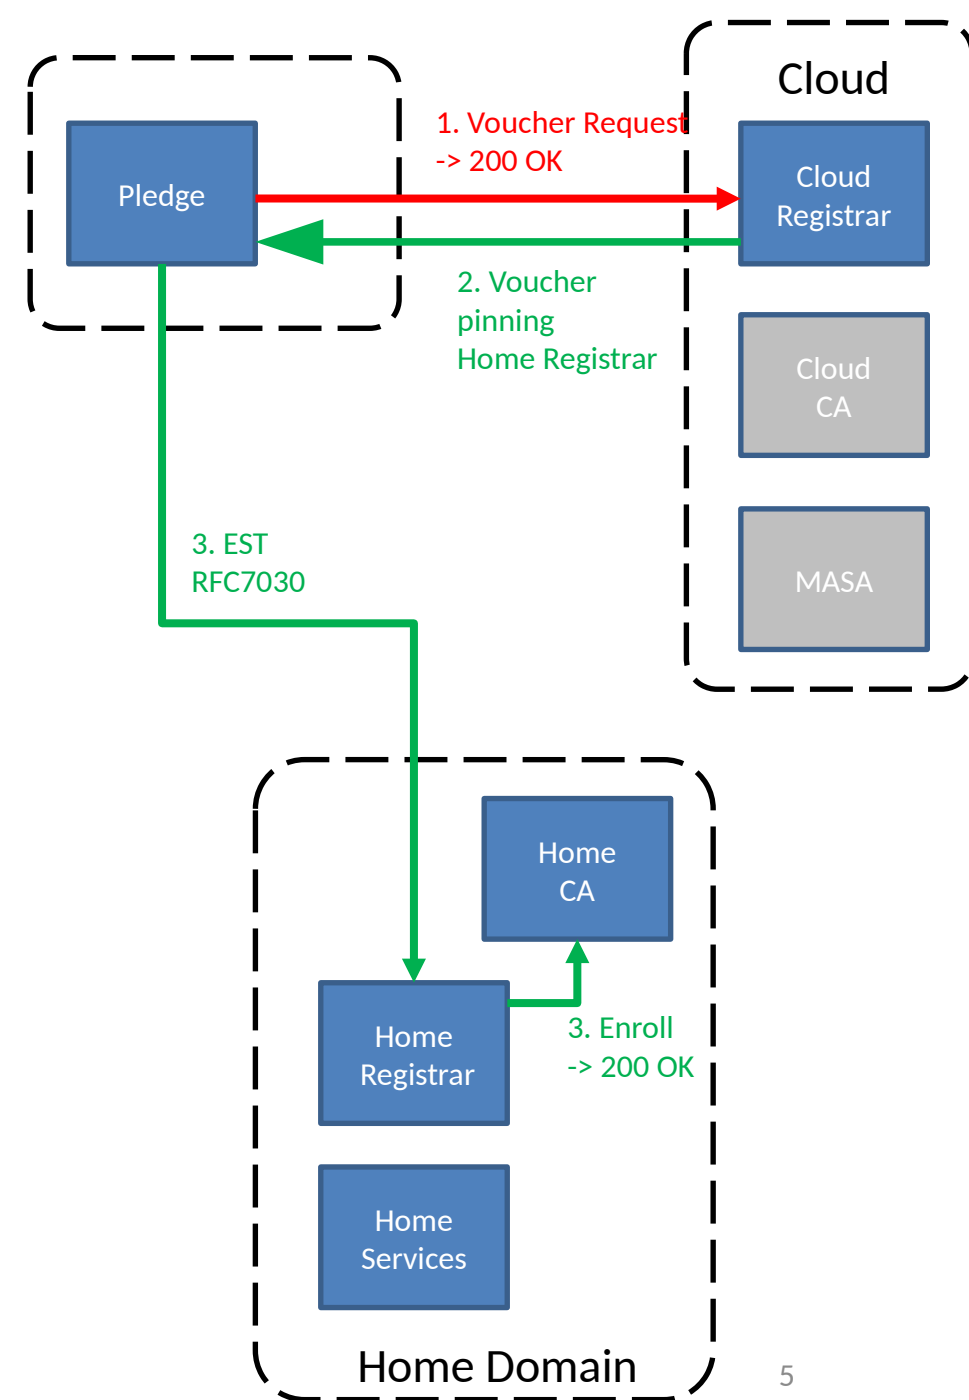 Cloud
1. Voucher Request
-> 200 OK
Pledge
Cloud
Registrar
2. Voucher
pinning
Home Registrar
Cloud
CA
3. EST
RFC7030
MASA
Home
CA
Home
Registrar
3. Enroll
-> 200 OK
Home
Services
Home Domain
5